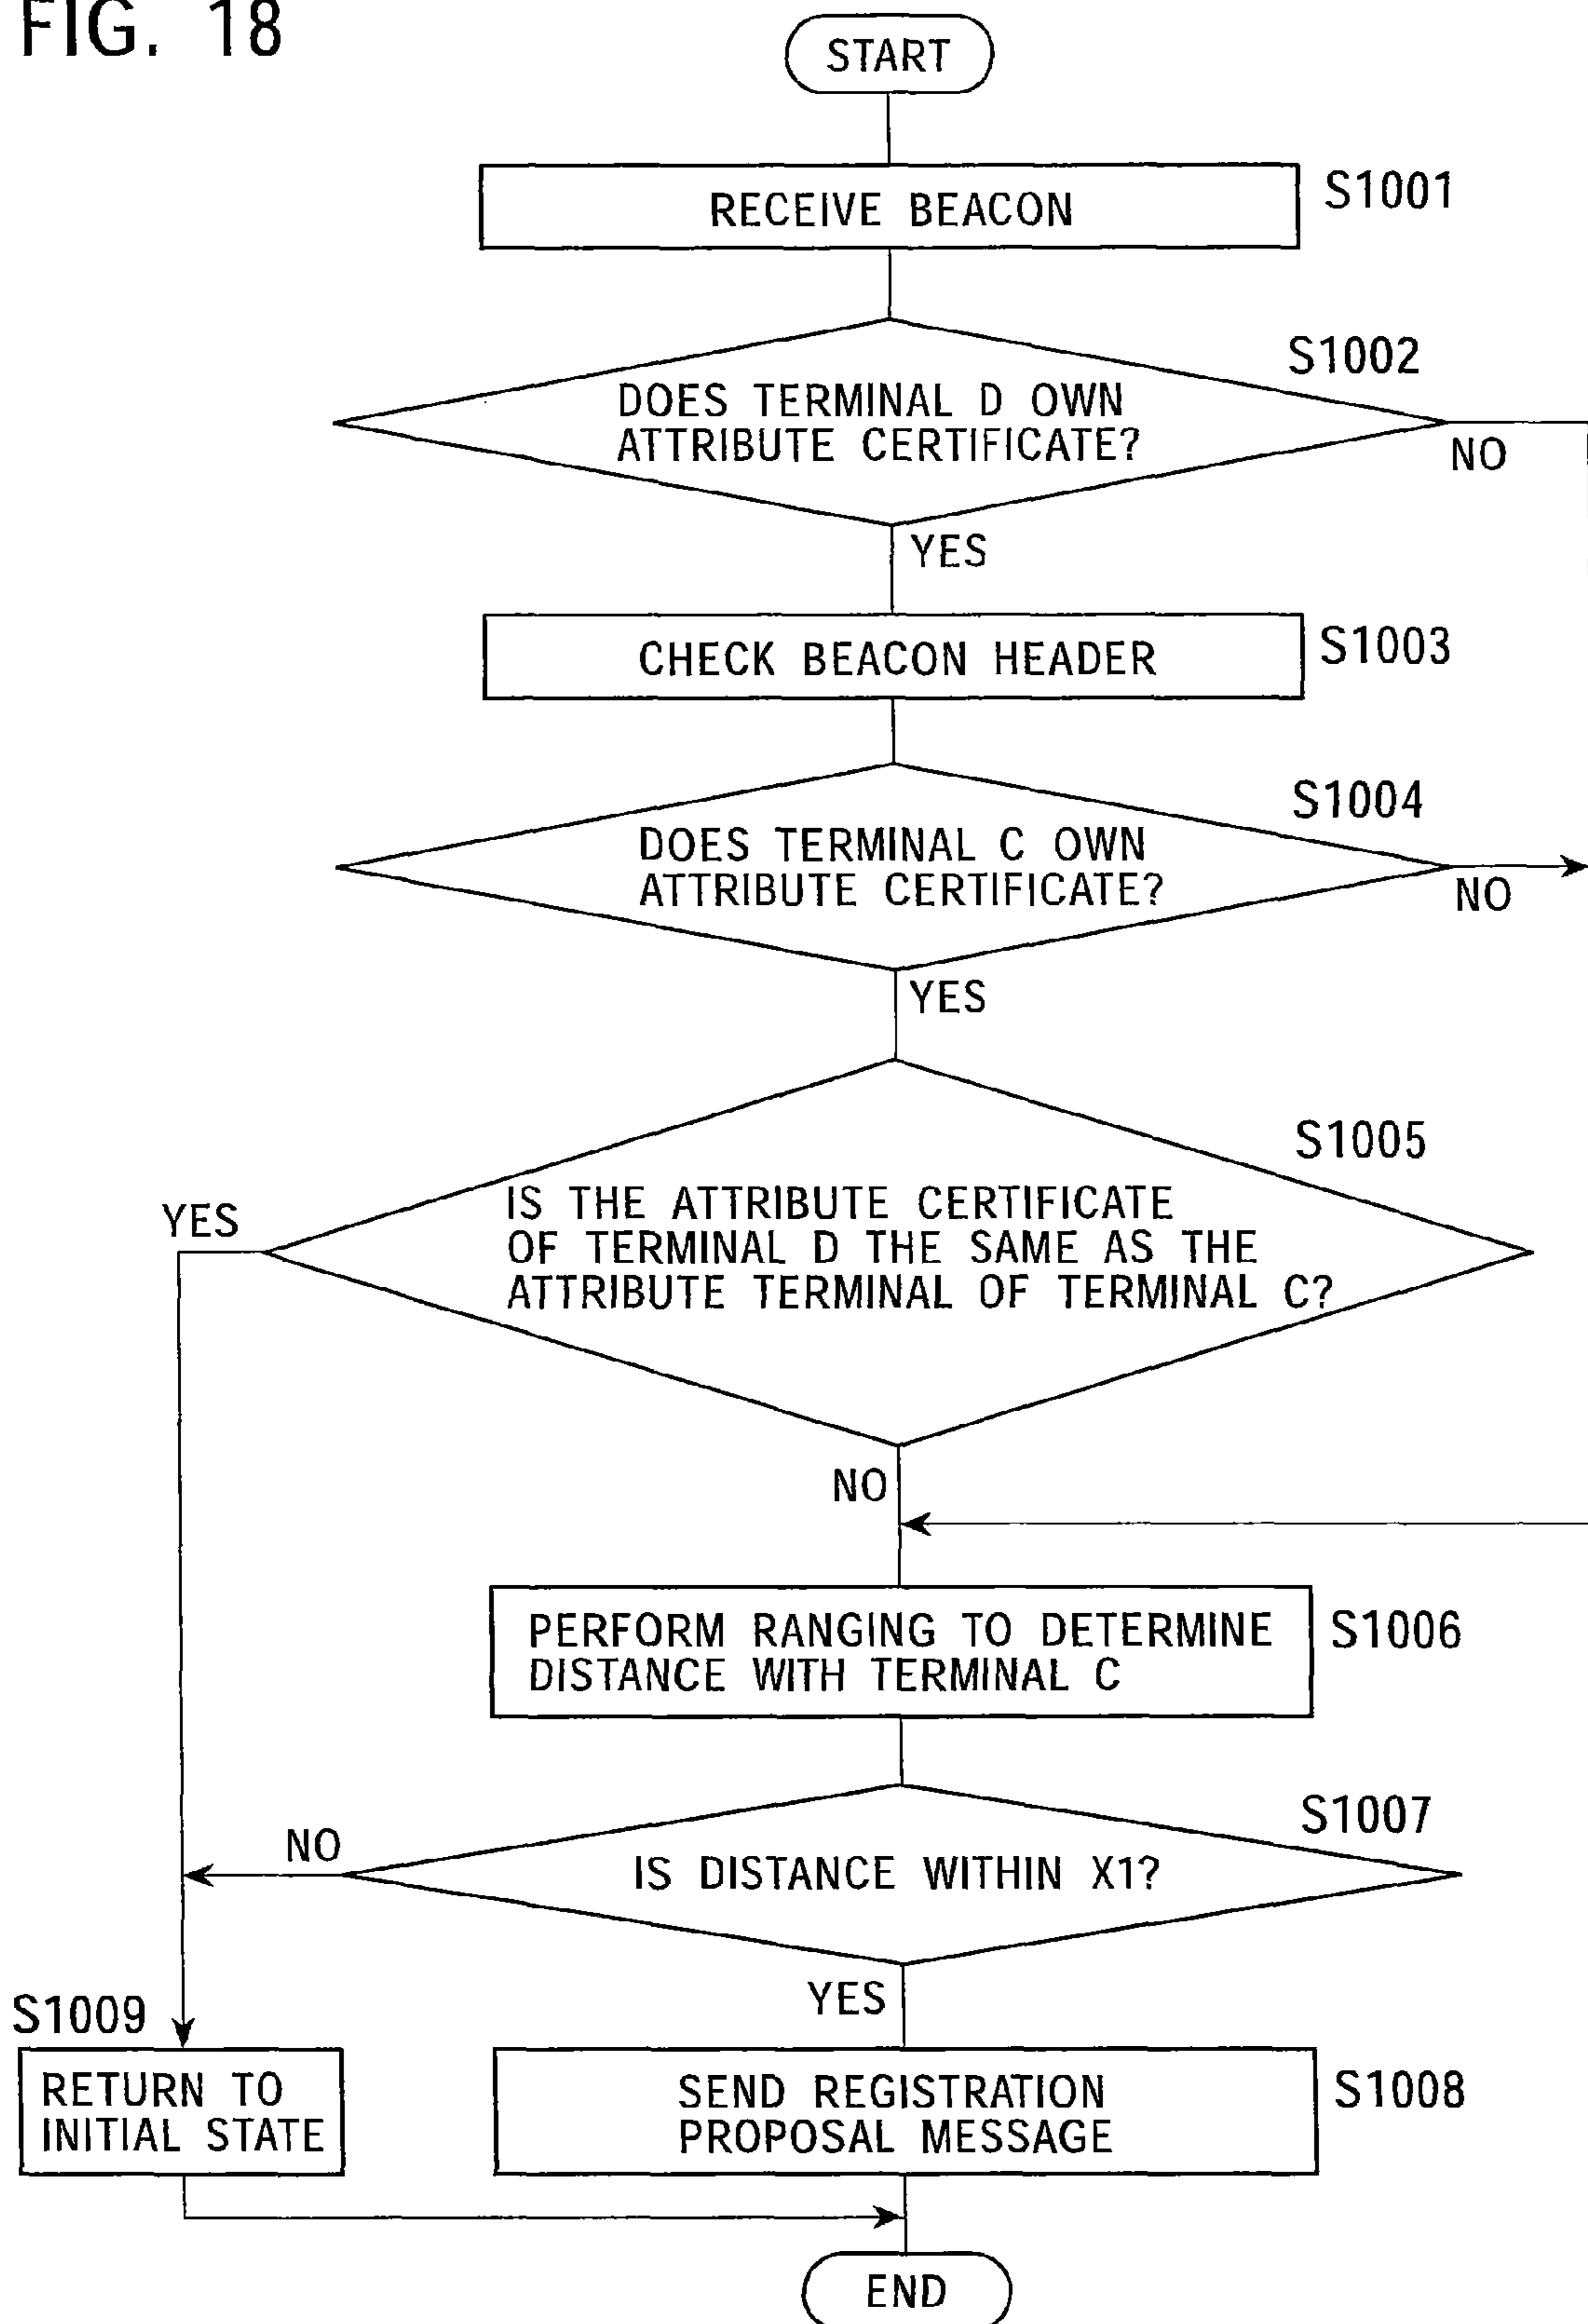 FIG. 18
START
RECEIVE BEACON
S1001
S1002
DOES TERMINAL D OWN
ATTRIBUTE CERTIFICATE?
NO
YES
CHECK BEACON HEADER
S1003
S1004
DOES TERMINAL C OWN
ATTRIBUTE CERTIFICATE?
NO
YES
S1005
YES
IS THE ATTRIBUTE CERTIFICATE
OF TERMINAL D THE SAME AS THE
ATTRIBUTE TERMINAL OF TERMINAL C?
NO
PERFORM RANGING TO DETERMINE
DISTANCE WITH TERMINAL C
S1006
S1007
NO
IS DISTANCE WITHIN X1?
YES
S1009
RETURN TO
INITIAL STATE
SEND REGISTRATION
PROPOSAL MESSAGE
S1008
END